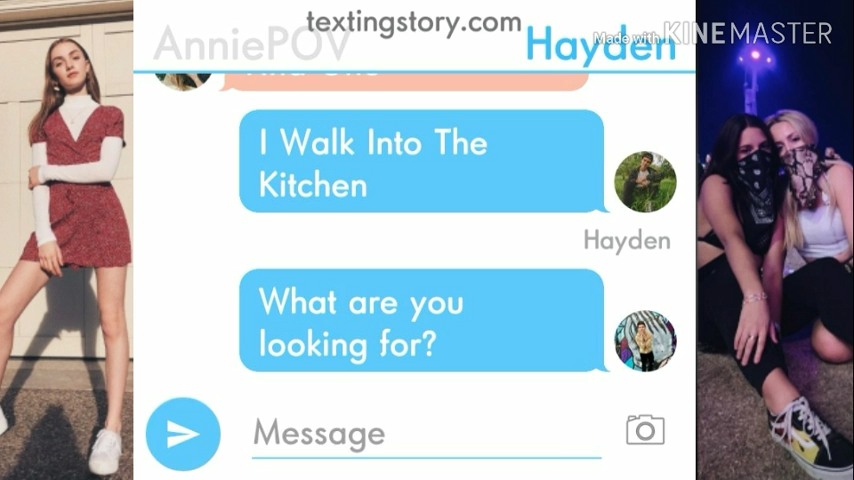 textingstory.com
AnniePOV
Hayden
Made with KINEMASTER
I Walk Into The
Kitchen
Hayden
What are you
looking for?
Message